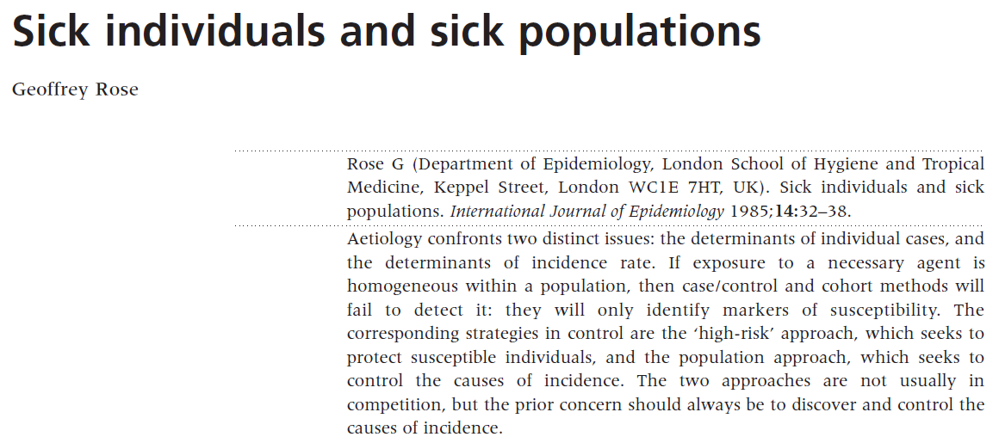 Sick individuals and sick populations
Geoffrey Rose
Rose G (Department of Epidemiology, London School of Hygiene and Tropical
Medicine, Keppel Street, London WC1E 7HT, UK). Sick individuals and sick
populations. International Journal of Epidemiology 1985;14:32–38.
Aetiology confronts two distinct issues: the determinants of individual cases, and
the determinants of incidence rate. If exposure to a necessary agent is
homogeneous within a population, then case/control and cohort methods will
fail to detect it: they will only identify markers of susceptibility. The
corresponding strategies in control are the ‘high-risk’ approach, which seeks to
protect susceptible individuals, and the population approach, which seeks to
control the causes of incidence. The two approaches are not usually in
competition, but the prior concern should always be to discover and control the
causes of incidence.